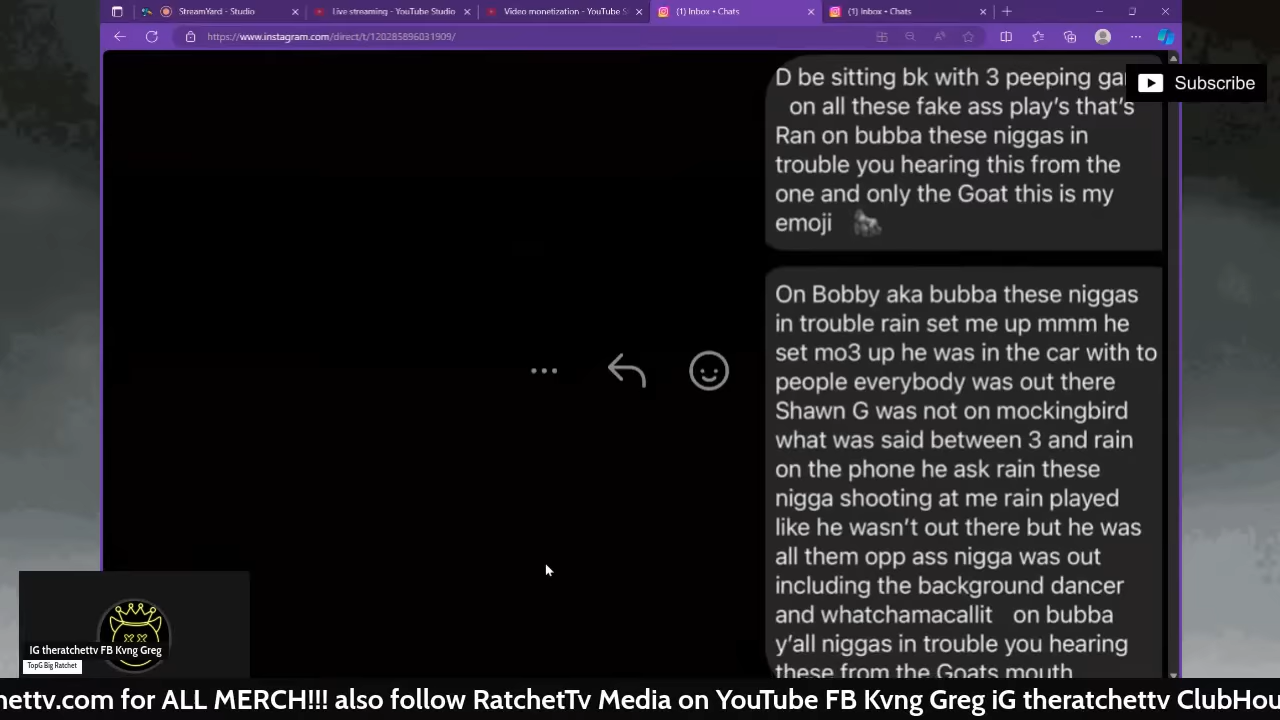 StreamYard - Studio
Live streaming - YouTube Studio
Video monetization - YouTube S
(1) Inbox • Chats
(1) Inbox • Chats
https://www.instagram.com/direct/t/120285896031909/
Subscribe
D be sitting bk with 3 peeping ga
on all these fake ass play's that's
Ran on bubba these niggas in
trouble you hearing this from the
one and only the Goat this is my
emoji
On Bobby aka bubba these niggas
in trouble rain set me up mmm he
set mo3 up he was in the car with to
people everybody was out there
Shawn G was not on mockingbird
what was said between 3 and rain
on the phone he ask rain these
nigga shooting at me rain played
like he wasn't out there but he was
all them opp ass nigga was out
including the background dancer
and whatchamacallit on bubba
y'all niggas in trouble you hearing
these from the Goats mouth
IG theratchettv FB Kvng Greg
TopG Big Ratchet
hettv.com for ALL MERCH!!! also follow RatchetTv Media on YouTube FB Kvng Greg iG theratchettv ClubHou